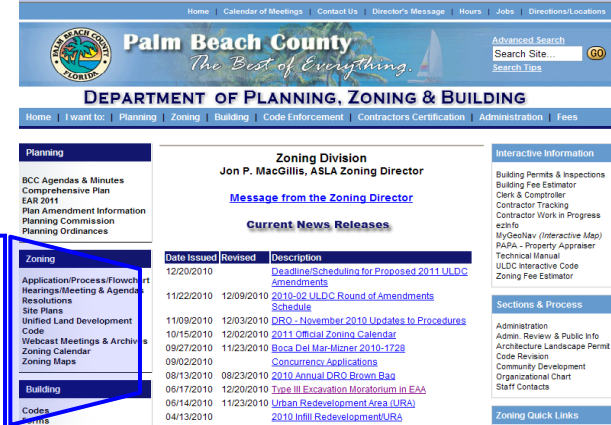 Home | Calendar of Meetings | Contact Us | Director's Message | Hours | Jobs | Directions/Locations
PALM BEACH COUNTY
FLORIDA
Palm Beach County
The Best of Everything.
Advanced Search
Search Site... GO
Search Tips
DEPARTMENT OF PLANNING, ZONING & BUILDING
Home | I want to: | Planning | Zoning | Building | Code Enforcement | Contractors Certification | Administration | Fees
Planning
BCC Agendas & Minutes
Comprehensive Plan
EAR 2011
Plan Amendment Information
Planning Commission
Planning Ordinances
Zoning
Application/Process/Flowchart
Hearings/Meeting & Agendas
Resolutions
Site Plans
Unified Land Development
Code
Webcast Meetings & Archives
Zoning Calendar
Zoning Maps
Building
Codes
Forms
Zoning Division
Jon P. MacGillis, ASLA Zoning Director
Message from the Zoning Director
Current News Releases
Date Issued Revised Description
12/20/2010 Deadline/Scheduling for Proposed 2011 ULDC
Amendments
11/22/2010 12/09/2010 2010-02 ULDC Round of Amendments
Schedule
11/09/2010 12/03/2010 DRO - November 2010 Updates to Procedures
10/15/2010 12/02/2010 2011 Official Zoning Calendar
09/27/2010 11/23/2010 Boca Del Mar-Mizner 2010-1728
09/02/2010 Concurrency Applications
08/13/2010 08/23/2010 2010 Annual DRO Brown Bag
06/17/2010 12/20/2010 Type III Excavation Moratorium in EAA
06/14/2010 11/23/2010 Urban Redevelopment Area (URA)
04/13/2010 2010 Infill Redevelopment/URA
Interactive Information
Building Permits & Inspections
Building Fee Estimator
Clerk & Comptroller
Contractor Tracking
Contractor Work in Progress
ezInfo
MyGeoNav (Interactive Map)
PAPA - Property Appraiser
Technical Manual
ULDC Interactive Code
Zoning Fee Estimator
Sections & Process
Administration
Admin. Review & Public Info
Architecture Landscape Permit
Code Revision
Community Development
Organizational Chart
Staff Contacts
Zoning Quick Links